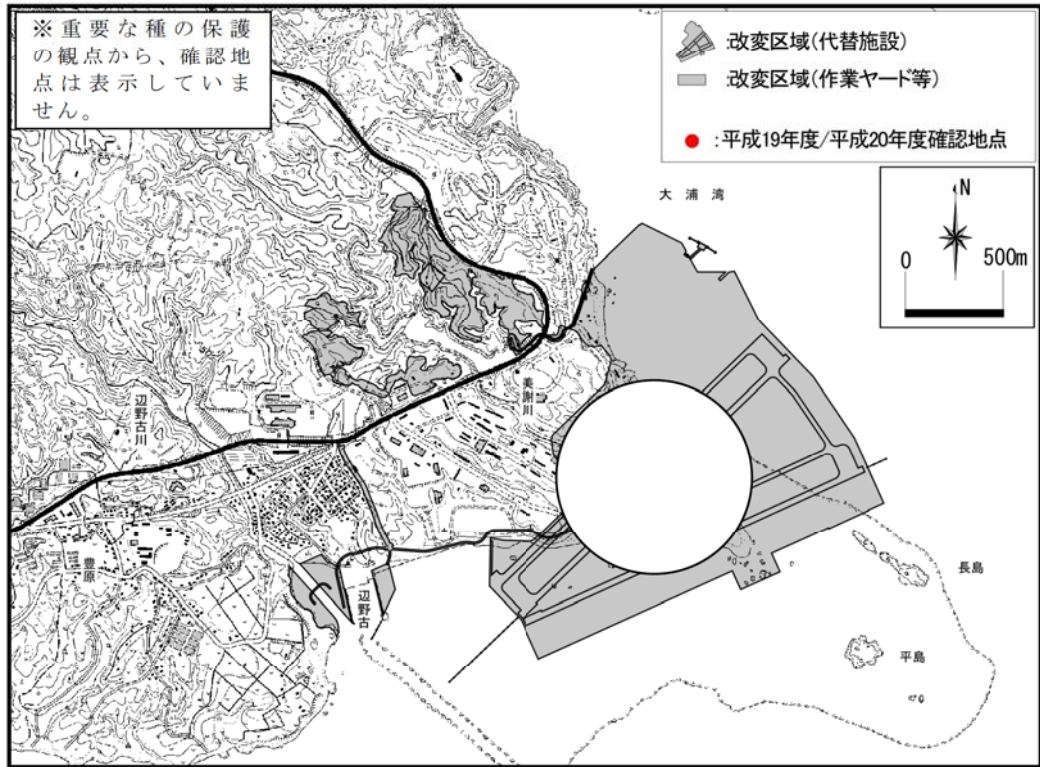 ※重要な種の保護
の観点から、確認地
点は表示していま
せん。
:改変区域(代替施設)
:改変区域(作業ヤード等)
:平成19年度/平成20年度確認地点
大浦湾
N
0 500m
辺野古川
美謝川
豊原
辺野古
長島
平島